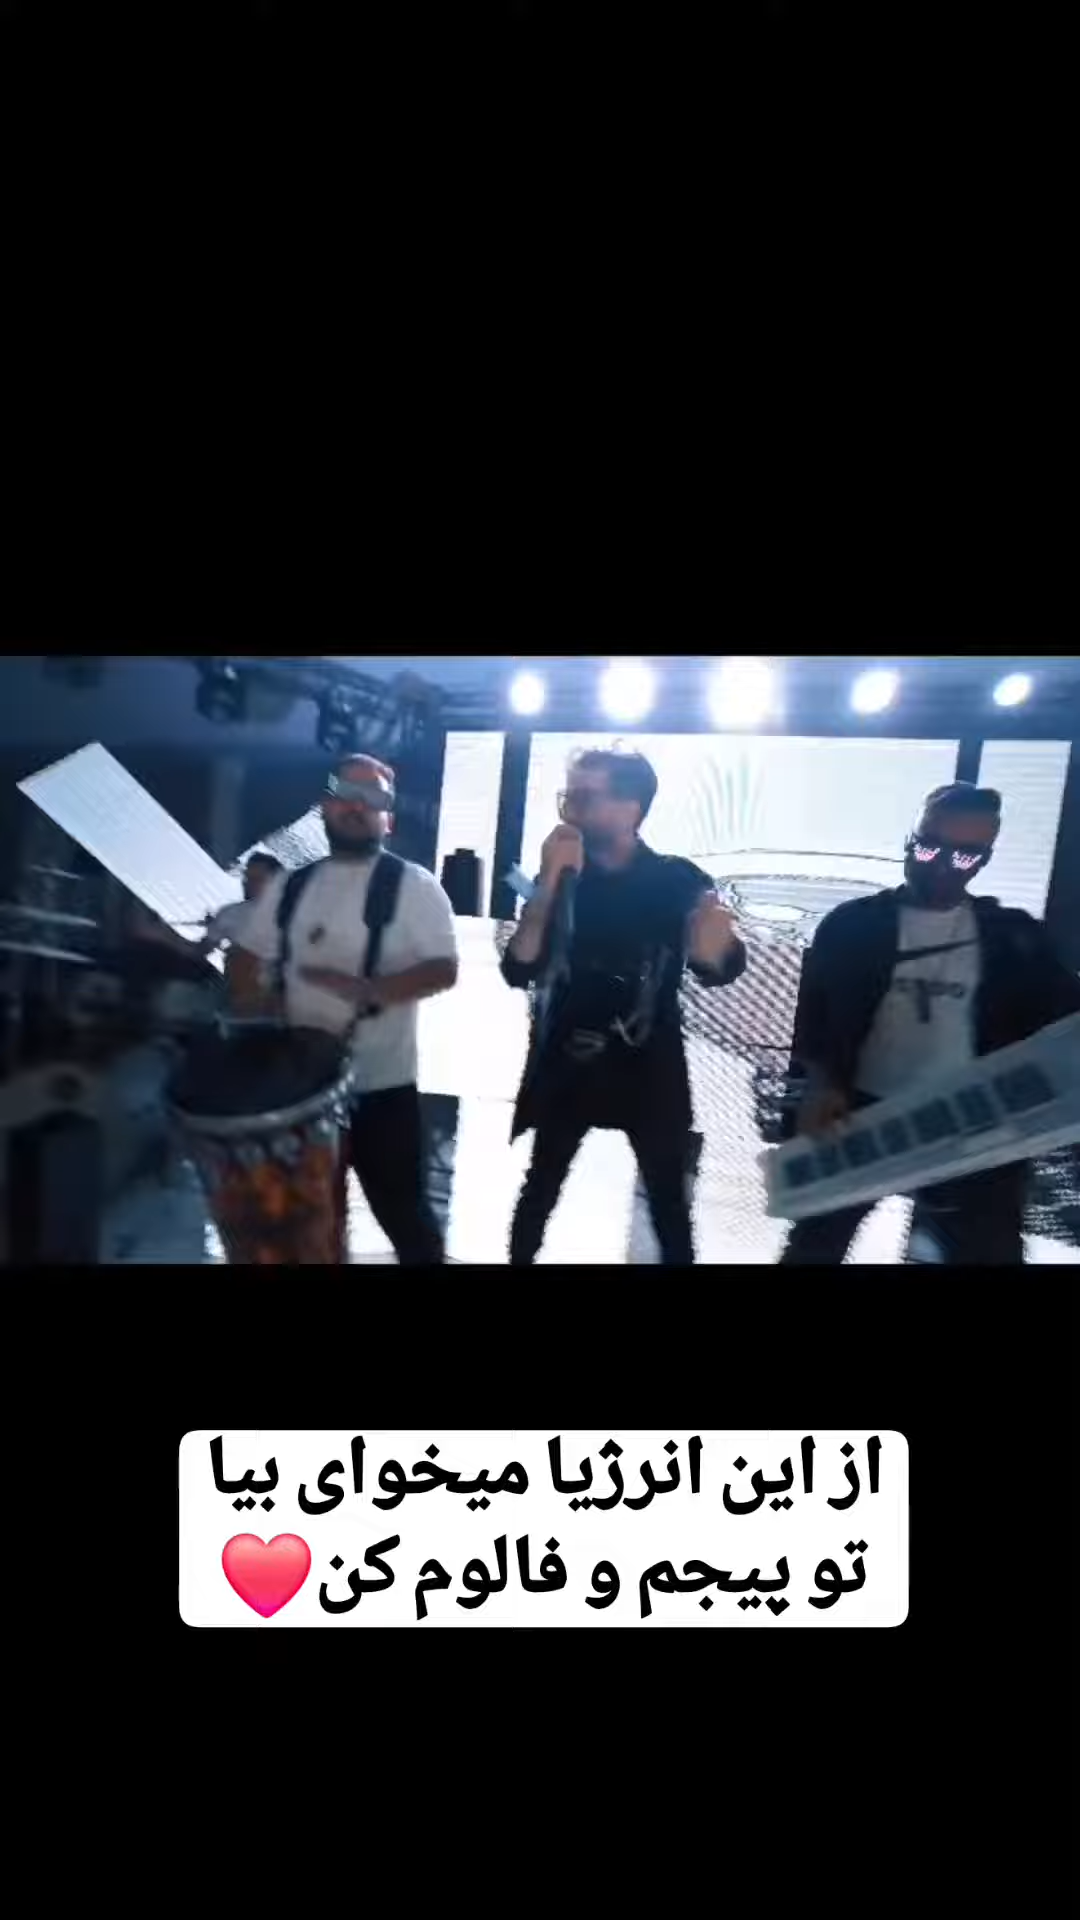 از این انرژیا میخوای بیا
تو پیجم و فالوم کن❤️